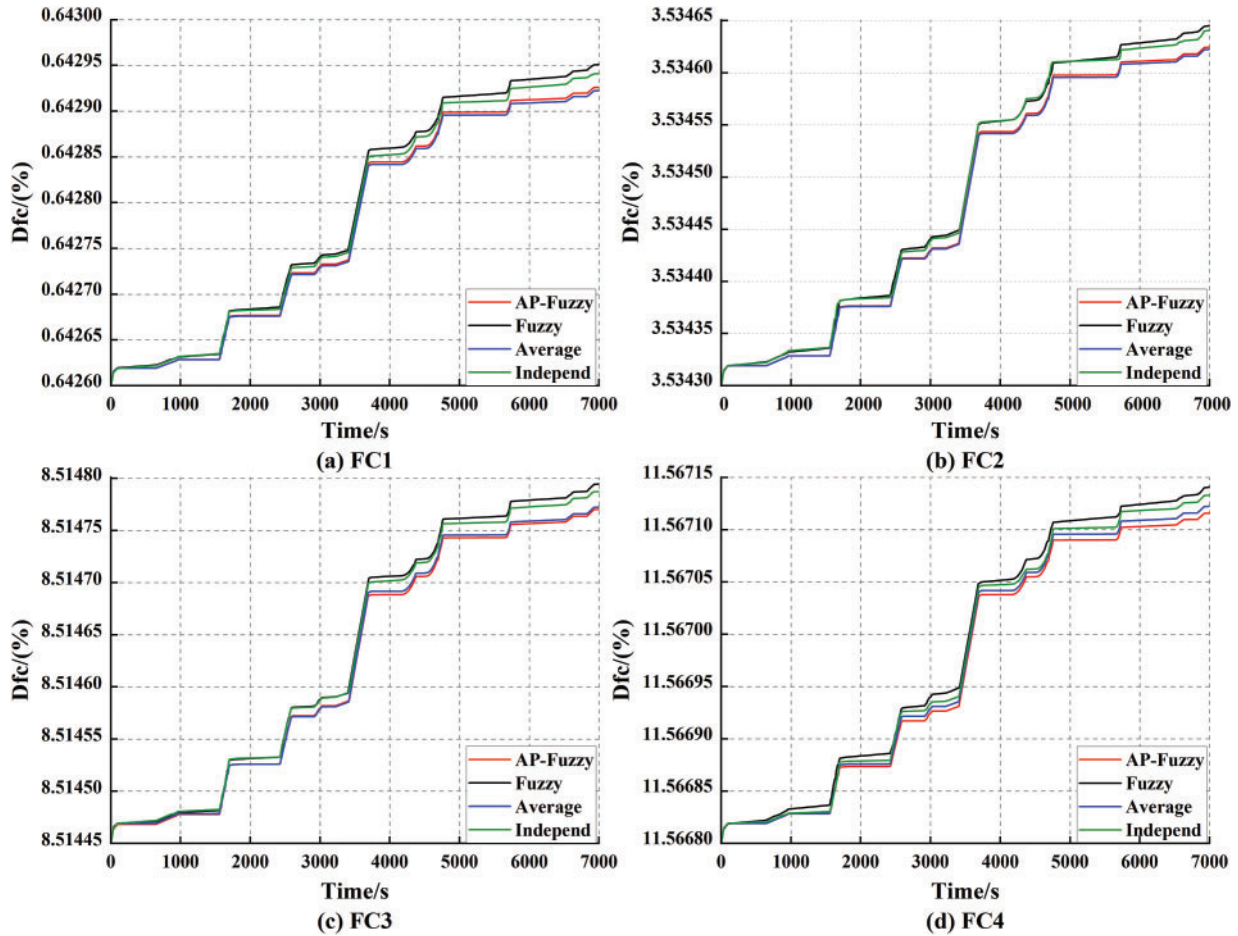 0.64300
0.64295
0.64290
0.64285
0.64280
0.64275
0.64270
0.64265
0.64260
Dfc/(%)
AP-Fuzzy
Fuzzy
Average
Independ
0 1000 2000 3000 4000 5000 6000 7000
Time/s
(a) FC1
3.53465
3.53460
3.53455
3.53450
3.53445
3.53440
3.53435
3.53430
Dfc/(%)
AP-Fuzzy
Fuzzy
Average
Independ
0 1000 2000 3000 4000 5000 6000 7000
Time/s
(b) FC2
8.51480
8.51475
8.51470
8.51465
8.51460
8.51455
8.51450
8.51445
Dfc/(%)
AP-Fuzzy
Fuzzy
Average
Independ
0 1000 2000 3000 4000 5000 6000 7000
Time/s
(c) FC3
11.56715
11.56710
11.56705
11.56700
11.56695
11.56690
11.56685
11.56680
Dfc/(%)
AP-Fuzzy
Fuzzy
Average
Independ
0 1000 2000 3000 4000 5000 6000 7000
Time/s
(d) FC4